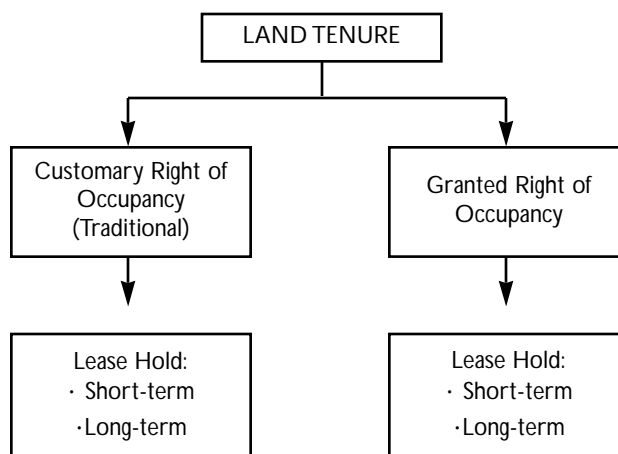 LAND TENURE
Customary Right of
Occupancy
(Traditional)
Granted Right of
Occupancy
Lease Hold:
· Short-term
·Long-term
Lease Hold:
· Short-term
·Long-term